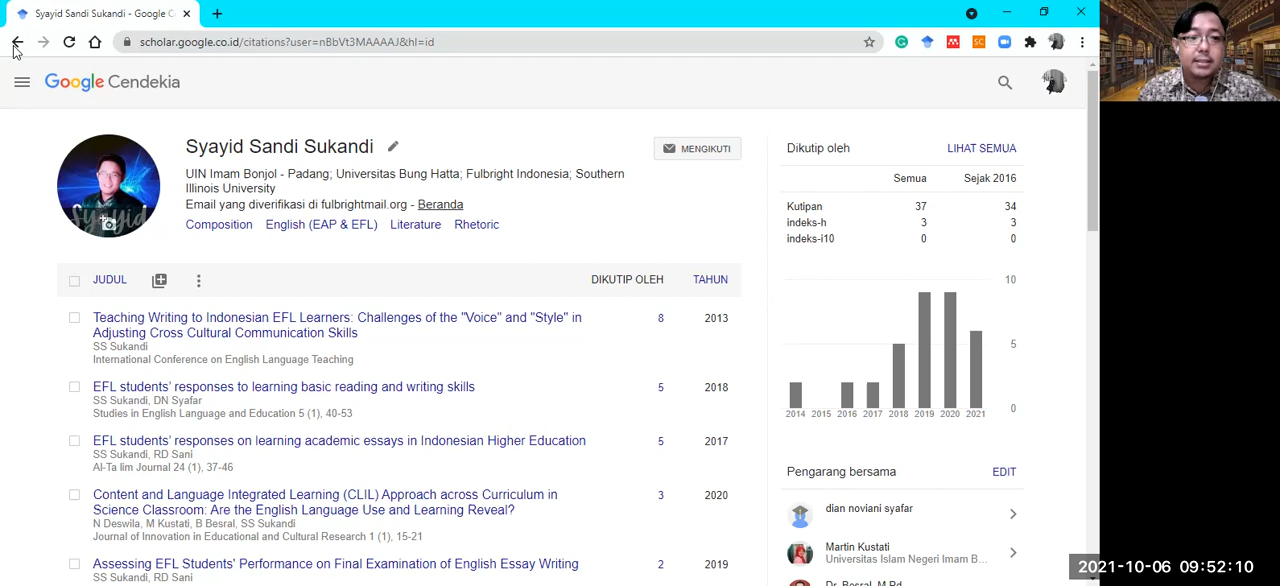 Syayid Sandi Sukandi - Google C
scholar.google.co.id/citations?user=nBbVt3MAAAAJ&hl=id
SC
Google Cendekia
Syayid Sandi Sukandi
MENGIKUTI
UIN Imam Bonjol - Padang; Universitas Bung Hatta; Fulbright Indonesia; Southern
Illinois University
Email yang diverifikasi di fulbrightmail.org - Beranda
Composition English (EAP & EFL) Literature Rhetoric
Syayid
JUDUL DIKUTIP OLEH TAHUN
Teaching Writing to Indonesian EFL Learners: Challenges of the "Voice" and "Style" in 8 2013
Adjusting Cross Cultural Communication Skills
SS Sukandi
International Conference on English Language Teaching
EFL students' responses to learning basic reading and writing skills 5 2018
SS Sukandi, DN Syafar
Studies in English Language and Education 5 (1), 40-53
EFL students' responses on learning academic essays in Indonesian Higher Education 5 2017
SS Sukandi, RD Sani
Al-Ta lim Journal 24 (1), 37-46
Content and Language Integrated Learning (CLIL) Approach across Curriculum in 3 2020
Science Classroom: Are the English Language Use and Learning Reveal?
N Deswila, M Kustati, B Besral, SS Sukandi
Journal of Innovation in Educational and Cultural Research 1 (1), 15-21
Assessing EFL Students' Performance on Final Examination of English Essay Writing 2 2019
SS Sukandi, RD Sani
Dikutip oleh LIHAT SEMUA
Semua Sejak 2016
Kutipan 37 34
indeks-h 3 3
indeks-i10 0 0
10
5
0
2014 2015 2016 2017 2018 2019 2020 2021
Pengarang bersama EDIT
dian noviani syafar
Martin Kustati
Universitas Islam Negeri Imam B...
Dr. Besral, M.Pd
2021-10-06 09:52:10